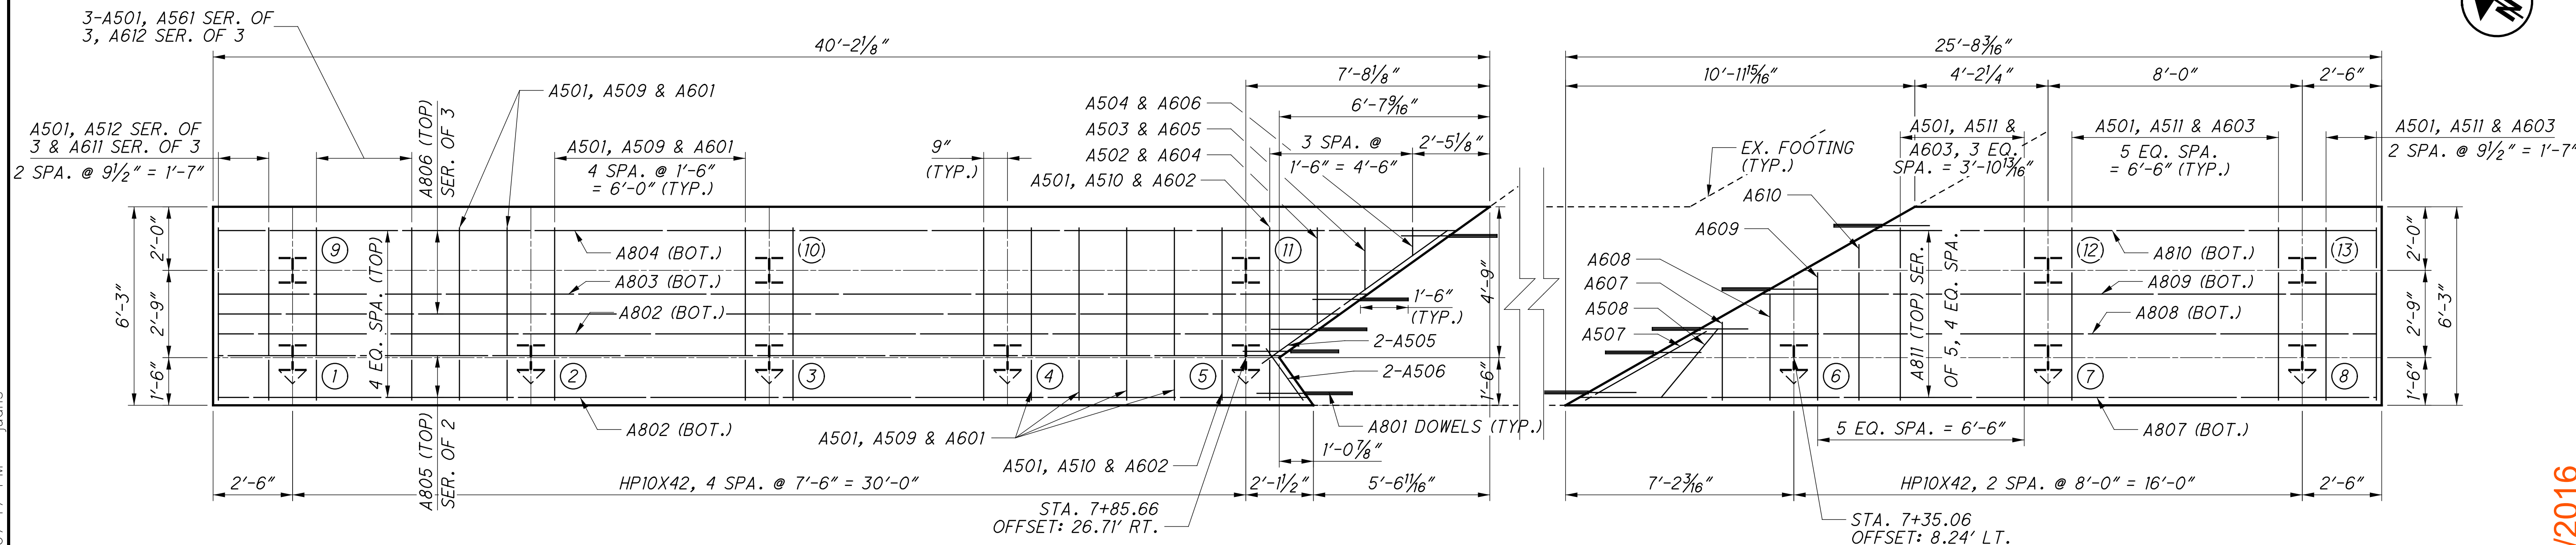 3-A501, A561 SER. OF
3, A612 SER. OF 3
40'-2 1/8"
25'-8 3/16"
7'-8 1/8"
10'-11 15/16"
4'-2 1/4"
8'-0"
2'-6"
N
A501, A509 & A601
A504 & A606
6'-7 9/16"
A501, A512 SER. OF
3 & A611 SER. OF 3
2 SPA. @ 9 1/2" = 1'-7"
A806 (TOP)
SER. OF 3
A501, A509 & A601
4 SPA. @ 1'-6"
= 6'-0" (TYP.)
9"
(TYP.)
A503 & A605
A502 & A604
A501, A510 & A602
3 SPA. @
1'-6" = 4'-6"
2'-5 1/8"
EX. FOOTING
(TYP.)
A501, A511 &
A603, 3 EQ.
SPA. = 3'-10 13/16"
A501, A511 & A603
5 EQ. SPA.
= 6'-6" (TYP.)
A501, A511 & A603
2 SPA. @ 9 1/2" = 1'-7"
A610
A609
A608
A607
A508
A507
6'-3"
2'-0"
2'-9"
1'-6"
4 EQ. SPA. (TOP)
9
10
11
12
13
A804 (BOT.)
A803 (BOT.)
A802 (BOT.)
1'-6"
(TYP.)
4'-9"
1'-6"
2-A505
2-A506
A811 (TOP) SER.
OF 5, 4 EQ. SPA.
A810 (BOT.)
A809 (BOT.)
A808 (BOT.)
2'-0"
2'-9"
1'-6"
6'-3"
1
2
3
4
5
6
7
8
A802 (BOT.)
A805 (TOP)
SER. OF 2
A501, A509 & A601
A501, A510 & A602
A801 DOWELS (TYP.)
1'-0 7/8"
5 EQ. SPA. = 6'-6"
A807 (BOT.)
2'-6"
HP10X42, 4 SPA. @ 7'-6" = 30'-0"
2'-1 1/2"
5'-6 11/16"
7'-2 3/16"
HP10X42, 2 SPA. @ 8'-0" = 16'-0"
2'-6"
STA. 7+85.66
OFFSET: 26.71' RT.
STA. 7+35.06
OFFSET: 8.24' LT.
/2016